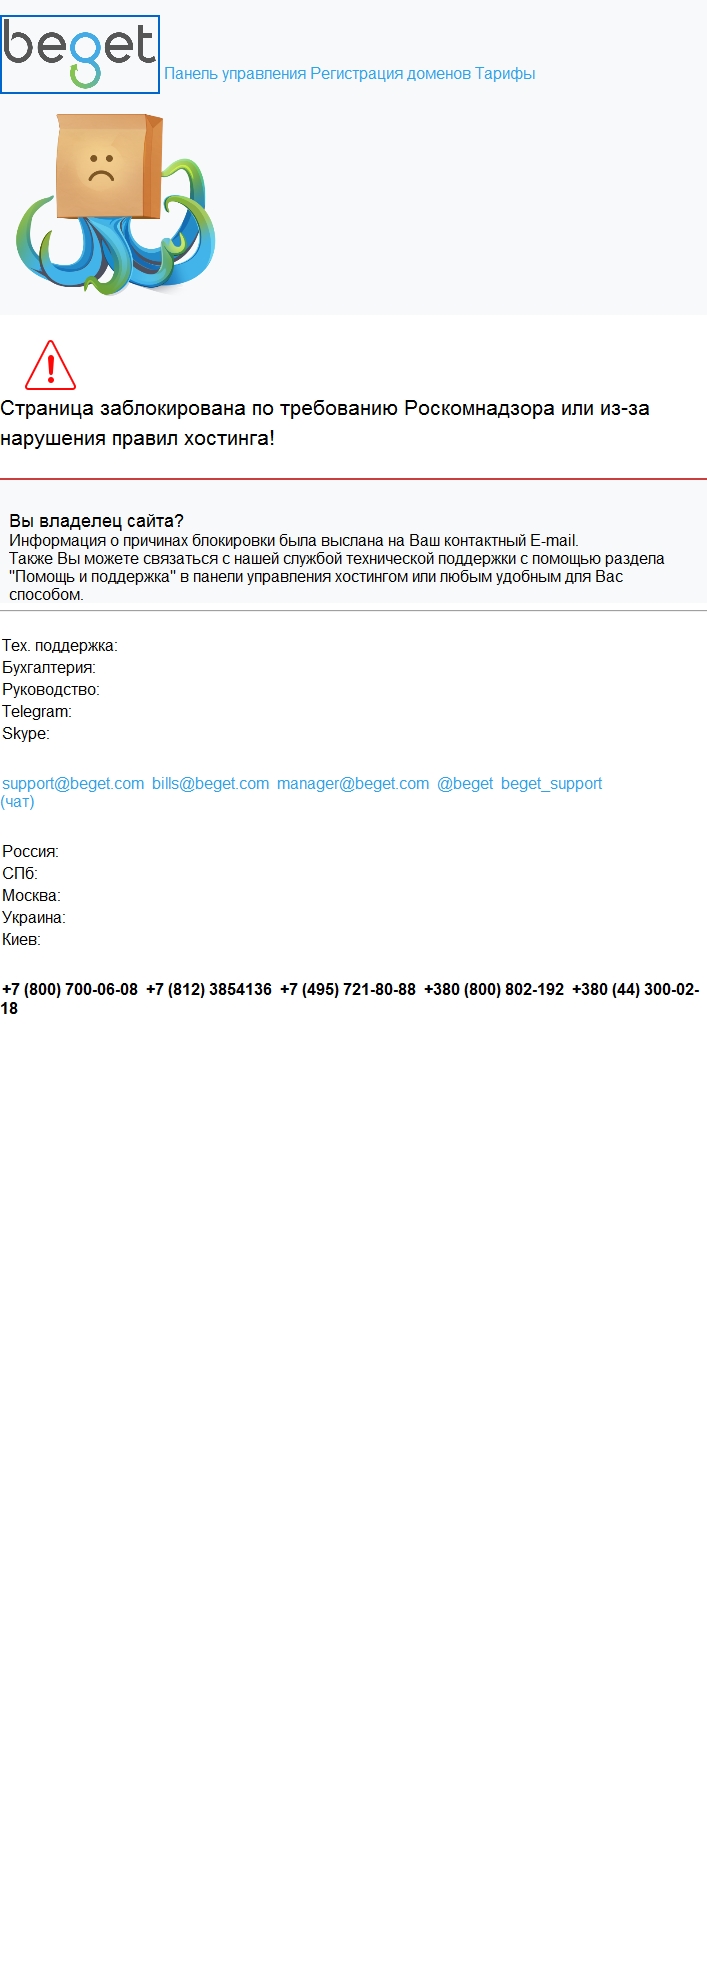 beget
Панель управления Регистрация доменов Тарифы
Страница заблокирована по требованию Роскомнадзора или из-за
нарушения правил хостинга!
Вы владелец сайта?
Информация о причинах блокировки была выслана на Ваш контактный E-mail.
Также Вы можете связаться с нашей службой технической поддержки с помощью раздела
"Помощь и поддержка" в панели управления хостингом или любым удобным для Вас
способом.
Тех. поддержка:
Бухгалтерия:
Руководство:
Telegram:
Skype:
support@beget.com bills@beget.com manager@beget.com @beget beget_support
(чат)
Россия:
СПб:
Москва:
Украина:
Киев:
+7 (800) 700-06-08 +7 (812) 3854136 +7 (495) 721-80-88 +380 (800) 802-192 +380 (44) 300-02-
18